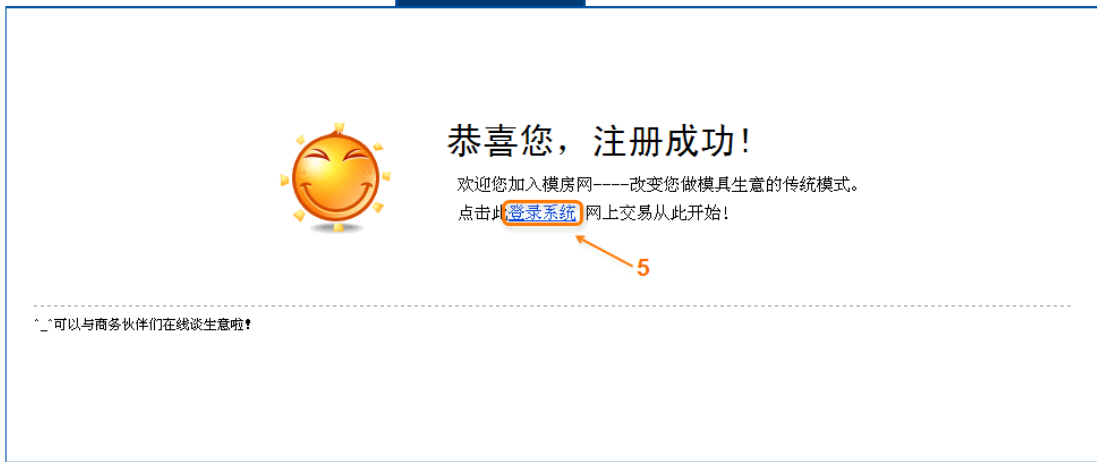 恭喜您，注册成功！
欢迎您加入模房网----改变您做模具生意的传统模式。
点击此登录系统 网上交易从此开始！
5
^_^可以与商务伙伴们在线谈生意啦！